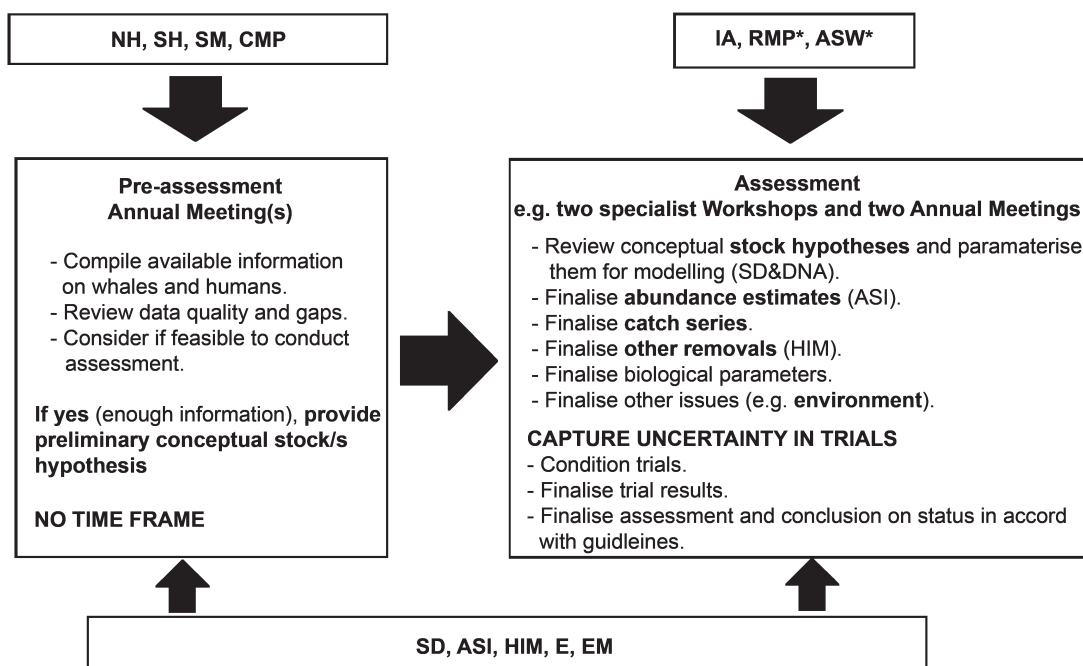 NH, SH, SM, CMP
IA, RMP*, ASW*
Pre-assessment
Annual Meeting(s)
- Compile available information
on whales and humans.
- Review data quality and gaps.
- Consider if feasible to conduct
assessment.
If yes (enough information), provide
preliminary conceptual stock/s
hypothesis
NO TIME FRAME
Assessment
e.g. two specialist Workshops and two Annual Meetings
- Review conceptual stock hypotheses and paramaterise
them for modelling (SD&DNA).
- Finalise abundance estimates (ASI).
- Finalise catch series.
- Finalise other removals (HIM).
- Finalise biological parameters.
- Finalise other issues (e.g. environment).
CAPTURE UNCERTAINTY IN TRIALS
- Condition trials.
- Finalise trial results.
- Finalise assessment and conclusion on status in accord
with guidleines.
SD, ASI, HIM, E, EM